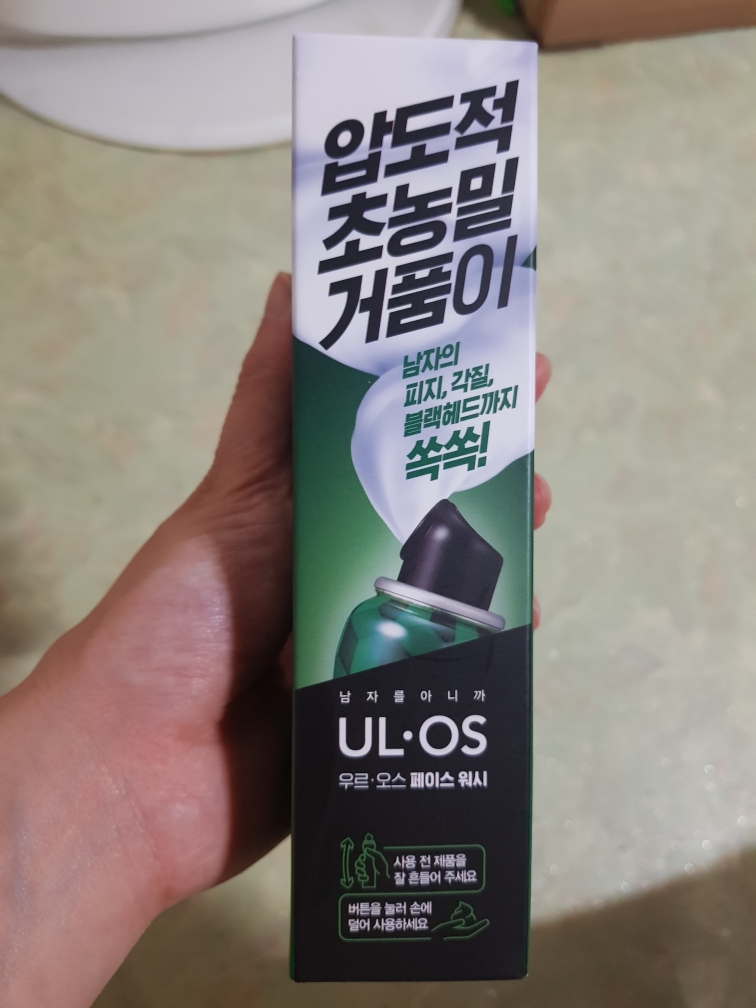 압도적
초농밀
거품이
남자의
피지, 각질,
블랙헤드까지
쏙쏙!
남자를아니까
UL·OS
우르·오스 페이스 워시
사용 전 제품을
잘 흔들어 주세요
버튼을 눌러 손에
덜어 사용하세요